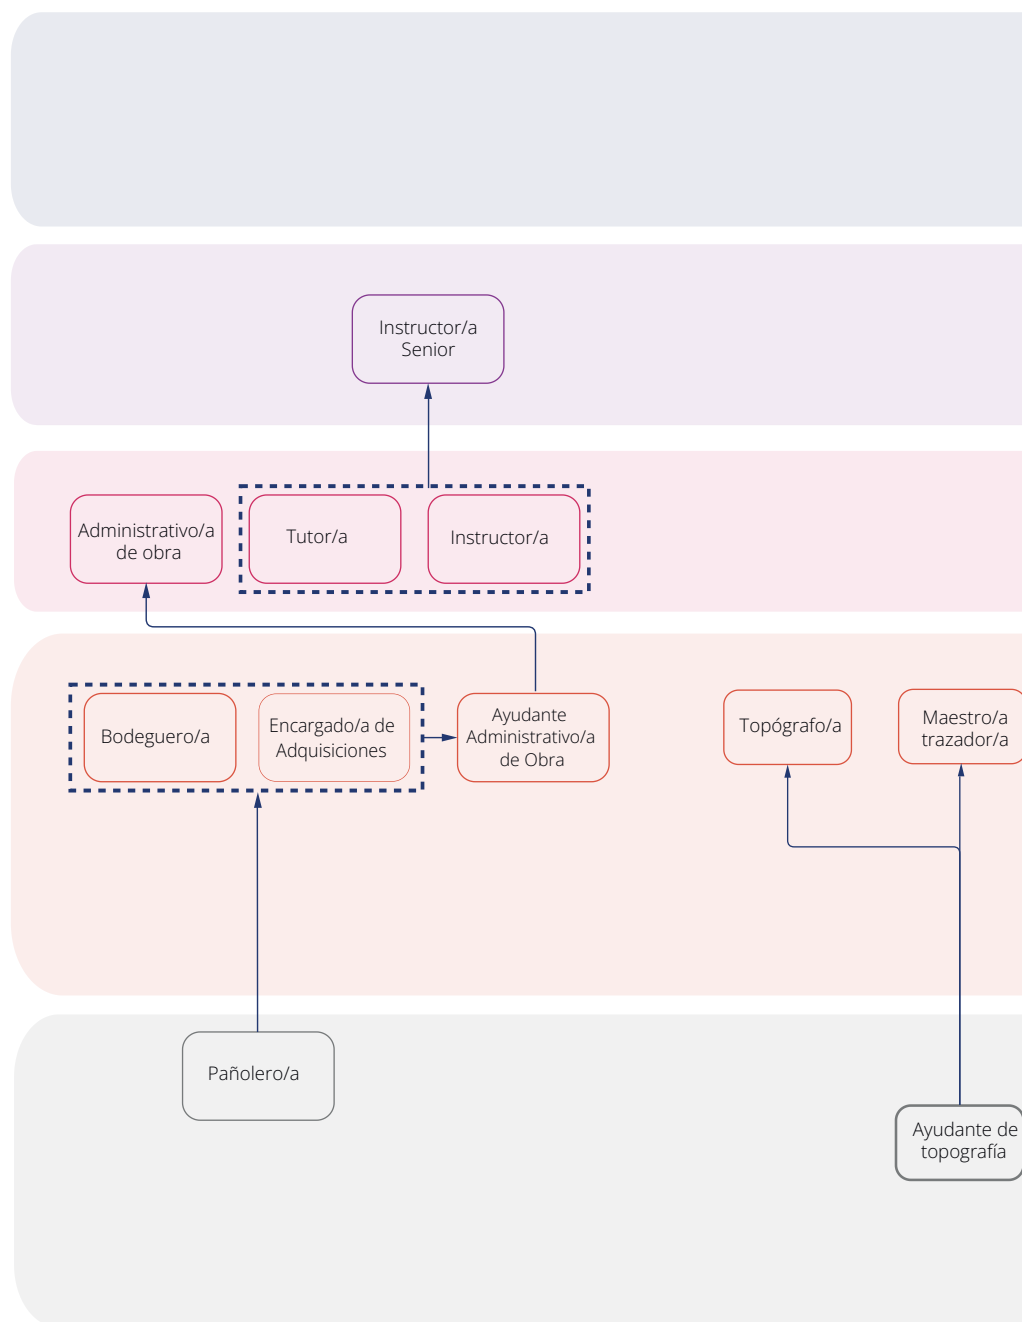 Instructor/a
Senior
Administrativo/a
de obra
Tutor/a
Instructor/a
Bodeguero/a
Encargado/a de
Adquisiciones
Ayudante
Administrativo/a
de Obra
Topógrafo/a
Maestro/a
trazador/a
Pañolero/a
Ayudante de
topografía